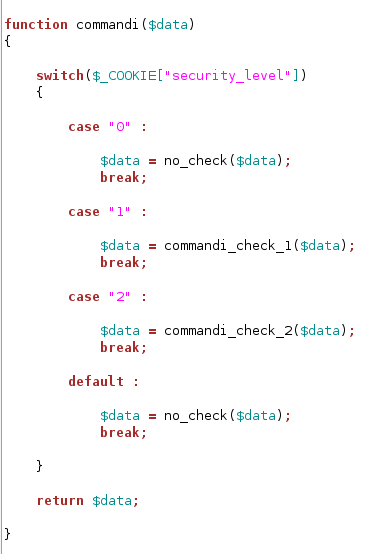 function commandi($data)
{
switch($_COOKIE["security_level"])
{
case "0" :
$data = no_check($data);
break;
case "1" :
$data = commandi_check_1($data);
break;
case "2" :
$data = commandi_check_2($data);
break;
default :
$data = no_check($data);
break;
}
return $data;
}